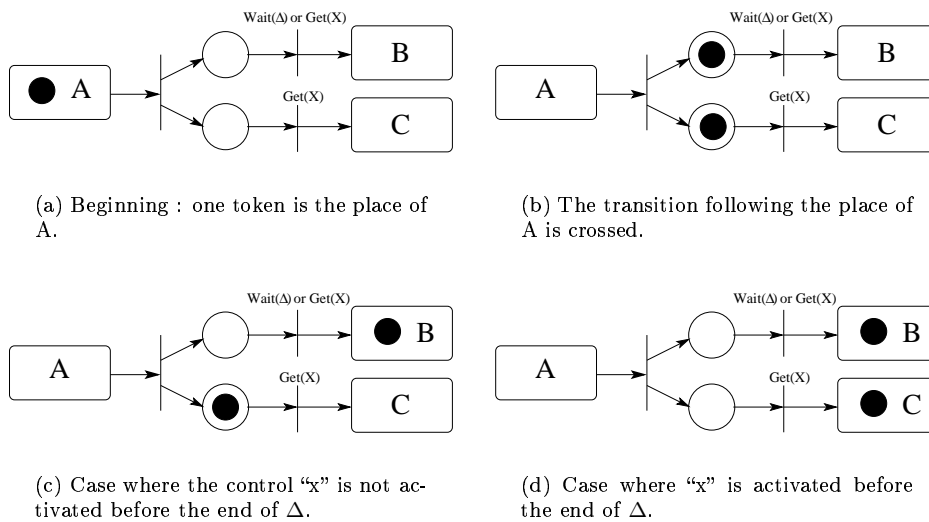 Wait(Δ) or Get(X)
A
B
Get(X)
C
(a) Beginning : one token is the place of
A.
Wait(Δ) or Get(X)
A
B
Get(X)
C
(b) The transition following the place of
A is crossed.
Wait(Δ) or Get(X)
A
B
Get(X)
C
(c) Case where the control “x” is not ac-
tivated before the end of Δ.
Wait(Δ) or Get(X)
A
B
Get(X)
C
(d) Case where “x” is activated before
the end of Δ.